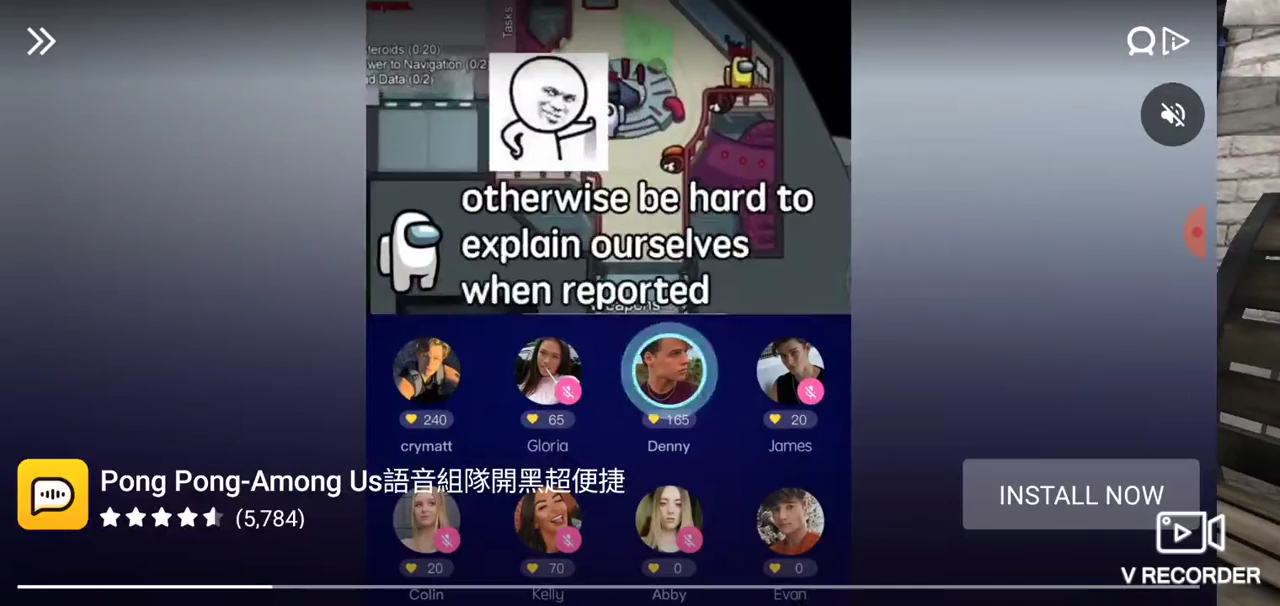 Tasks
teroids (0/20)
wer to Navigation (0/2)
d Data (0/2)
otherwise be hard to
explain ourselves
when reported
eapons
240
65
165
20
crymatt
Gloria
Denny
James
Pong Pong-Among Us語音組隊開黑超便捷
(5,784)
INSTALL NOW
20
70
0
0
Colin
Kelly
Abby
Evan
V RECORDER